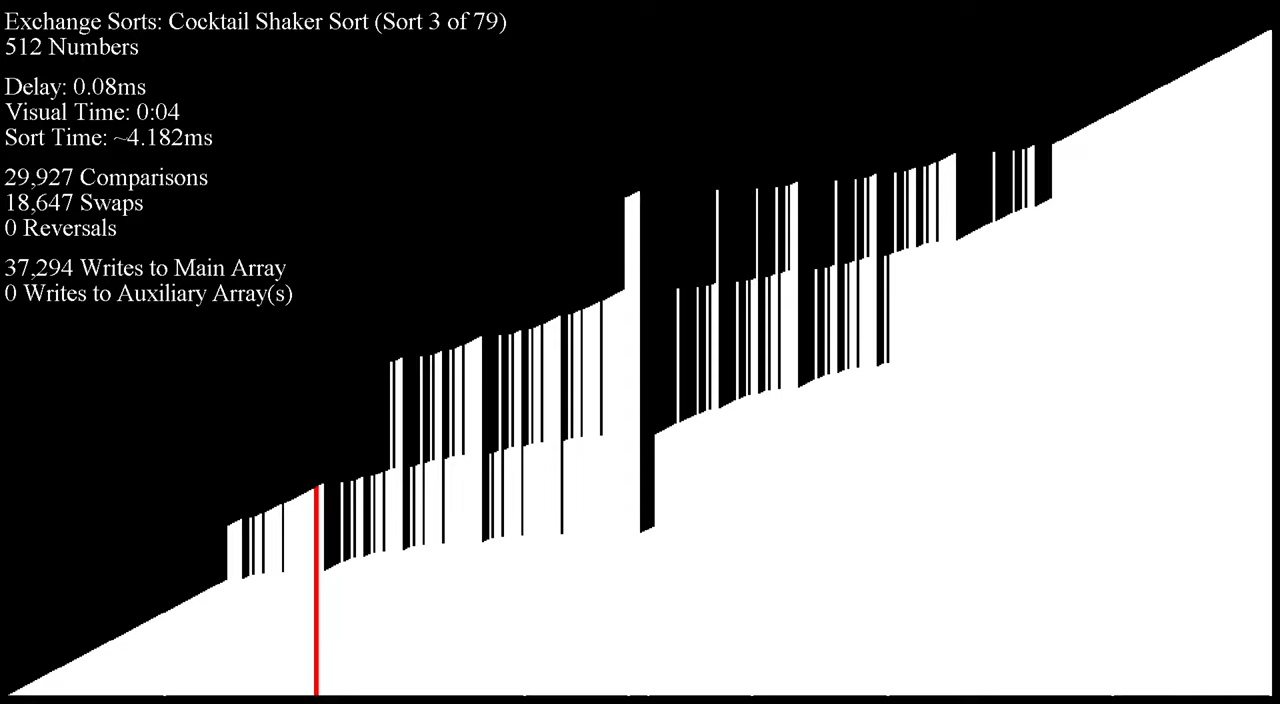 Exchange Sorts: Cocktail Shaker Sort (Sort 3 of 79)
512 Numbers
Delay: 0.08ms
Visual Time: 0:04
Sort Time: ~4.182ms
29,927 Comparisons
18,647 Swaps
0 Reversals
37,294 Writes to Main Array
0 Writes to Auxiliary Array(s)